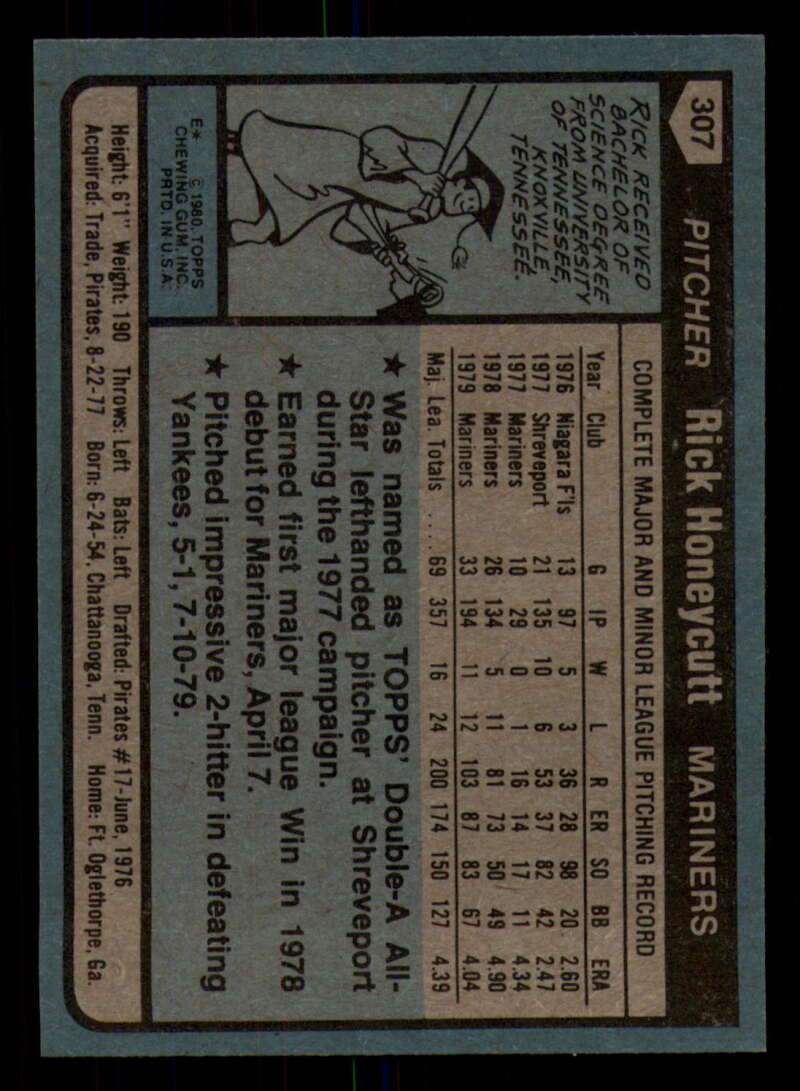 307 PITCHER Rick Honeycutt MARINERS
RICK RECEIVED
BACHELOR OF
SCIENCE DEGREE
FROM UNIVERSITY
OF TENNESSEE,
KNOXVILLE,
TENNESSEE.
E* © 1980. TOPPS
CHEWING GUM, INC.
PRTD. IN U.S.A.
COMPLETE MAJOR AND MINOR LEAGUE PITCHING RECORD
Year Club G IP W L R ER SO BB ERA
1976 Niagara F'ls 13 97 5 3 36 28 98 20 2.60
1977 Shreveport 21 135 10 6 53 37 82 42 2.47
1977 Mariners 10 29 0 1 16 14 17 11 4.34
1978 Mariners 26 134 5 11 81 73 50 49 4.90
1979 Mariners 33 194 11 12 103 87 83 67 4.04
Maj. Lea. Totals .... 69 357 16 24 200 174 150 127 4.39
★ Was named as TOPPS' Double-A All-
Star lefthanded pitcher at Shreveport
during the 1977 campaign.
★ Earned first major league Win in 1978
debut for Mariners, April 7.
★ Pitched impressive 2-hitter in defeating
Yankees, 5-1, 7-10-79.
Height: 6'1" Weight: 190 Throws: Left Bats: Left Drafted: Pirates #17-June, 1976
Acquired: Trade, Pirates, 8-22-77 Born: 6-24-54, Chattanooga, Tenn. Home: Ft. Oglethorpe, Ga.